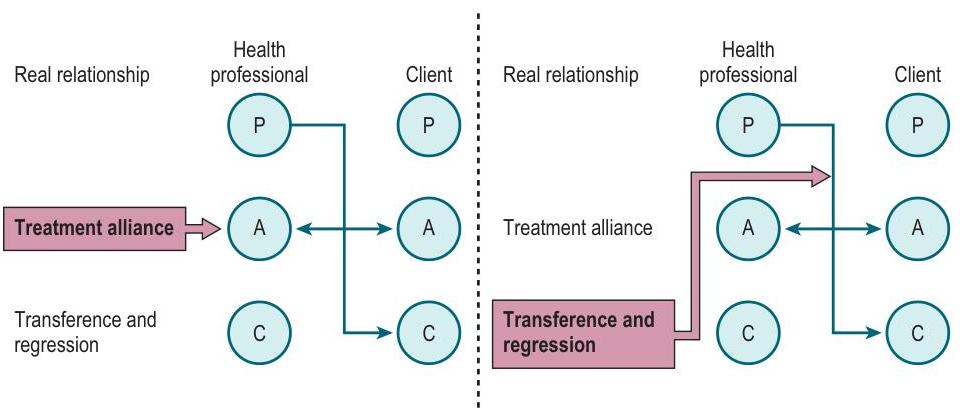 Real relationship
Health
professional
Client
P
P
Treatment alliance
A
A
Transference and
regression
C
C
Real relationship
Health
professional
Client
P
P
Treatment alliance
A
A
Transference and
regression
C
C